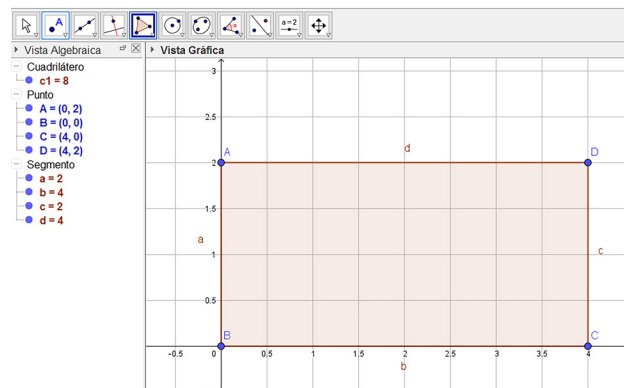 A
a=2
Vista Algebraica
Vista Gráfica
Cuadrilátero
c1 = 8
Punto
A = (0, 2)
B = (0, 0)
C = (4, 0)
D = (4, 2)
Segmento
a = 2
b = 4
c = 2
d = 4
3
2.5
2
1.5
1
0.5
A
d
D
a
c
B
C
-0.5
0
0.5
1
1.5
2
2.5
3
3.5
4
b